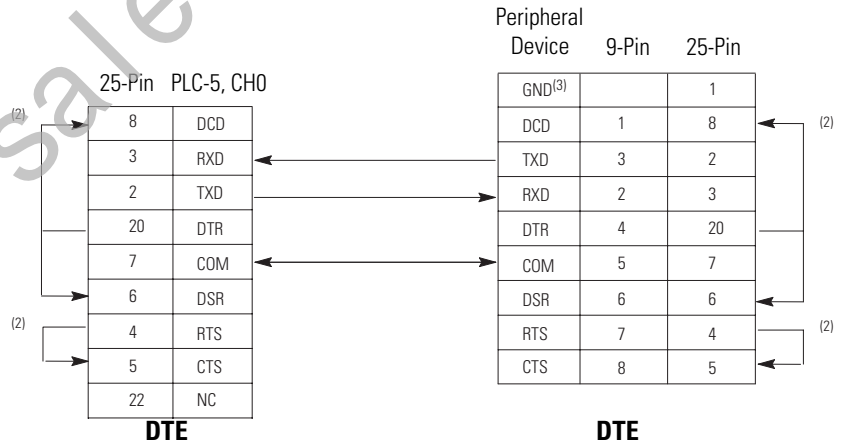 Peripheral
Device 9-Pin 25-Pin
25-Pin PLC-5, CH0
GND(3) 1
(2) 8 DCD DCD 1 8 (2)
3 RXD TXD 3 2
2 TXD RXD 2 3
20 DTR DTR 4 20
7 COM COM 5 7
6 DSR DSR 6 6
(2) 4 RTS RTS 7 4 (2)
5 CTS CTS 8 5
22 NC
DTE DTE
sale